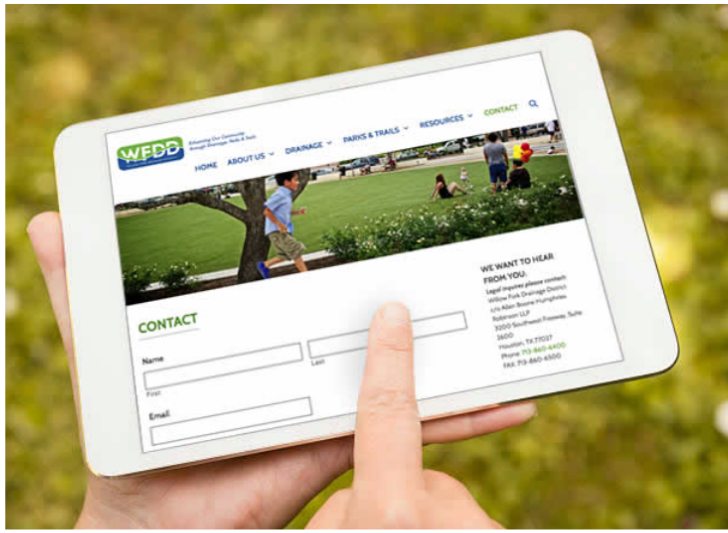 WFDD
Enhancing Our Community
through Drainage, Parks & Trails
HOME ABOUT US DRAINAGE PARKS & TRAILS RESOURCES CONTACT
CONTACT
Name
First
Last
Email
WE WANT TO HEAR
FROM YOU:
Legal inquires please contact:
Willow Fork Drainage District
c/o Allen Boone Humphries
Robinson LLP
3200 Southwest Freeway, Suite
2600
Houston, TX 77027
Phone: 713-860-6400
FAX: 713-860-6500